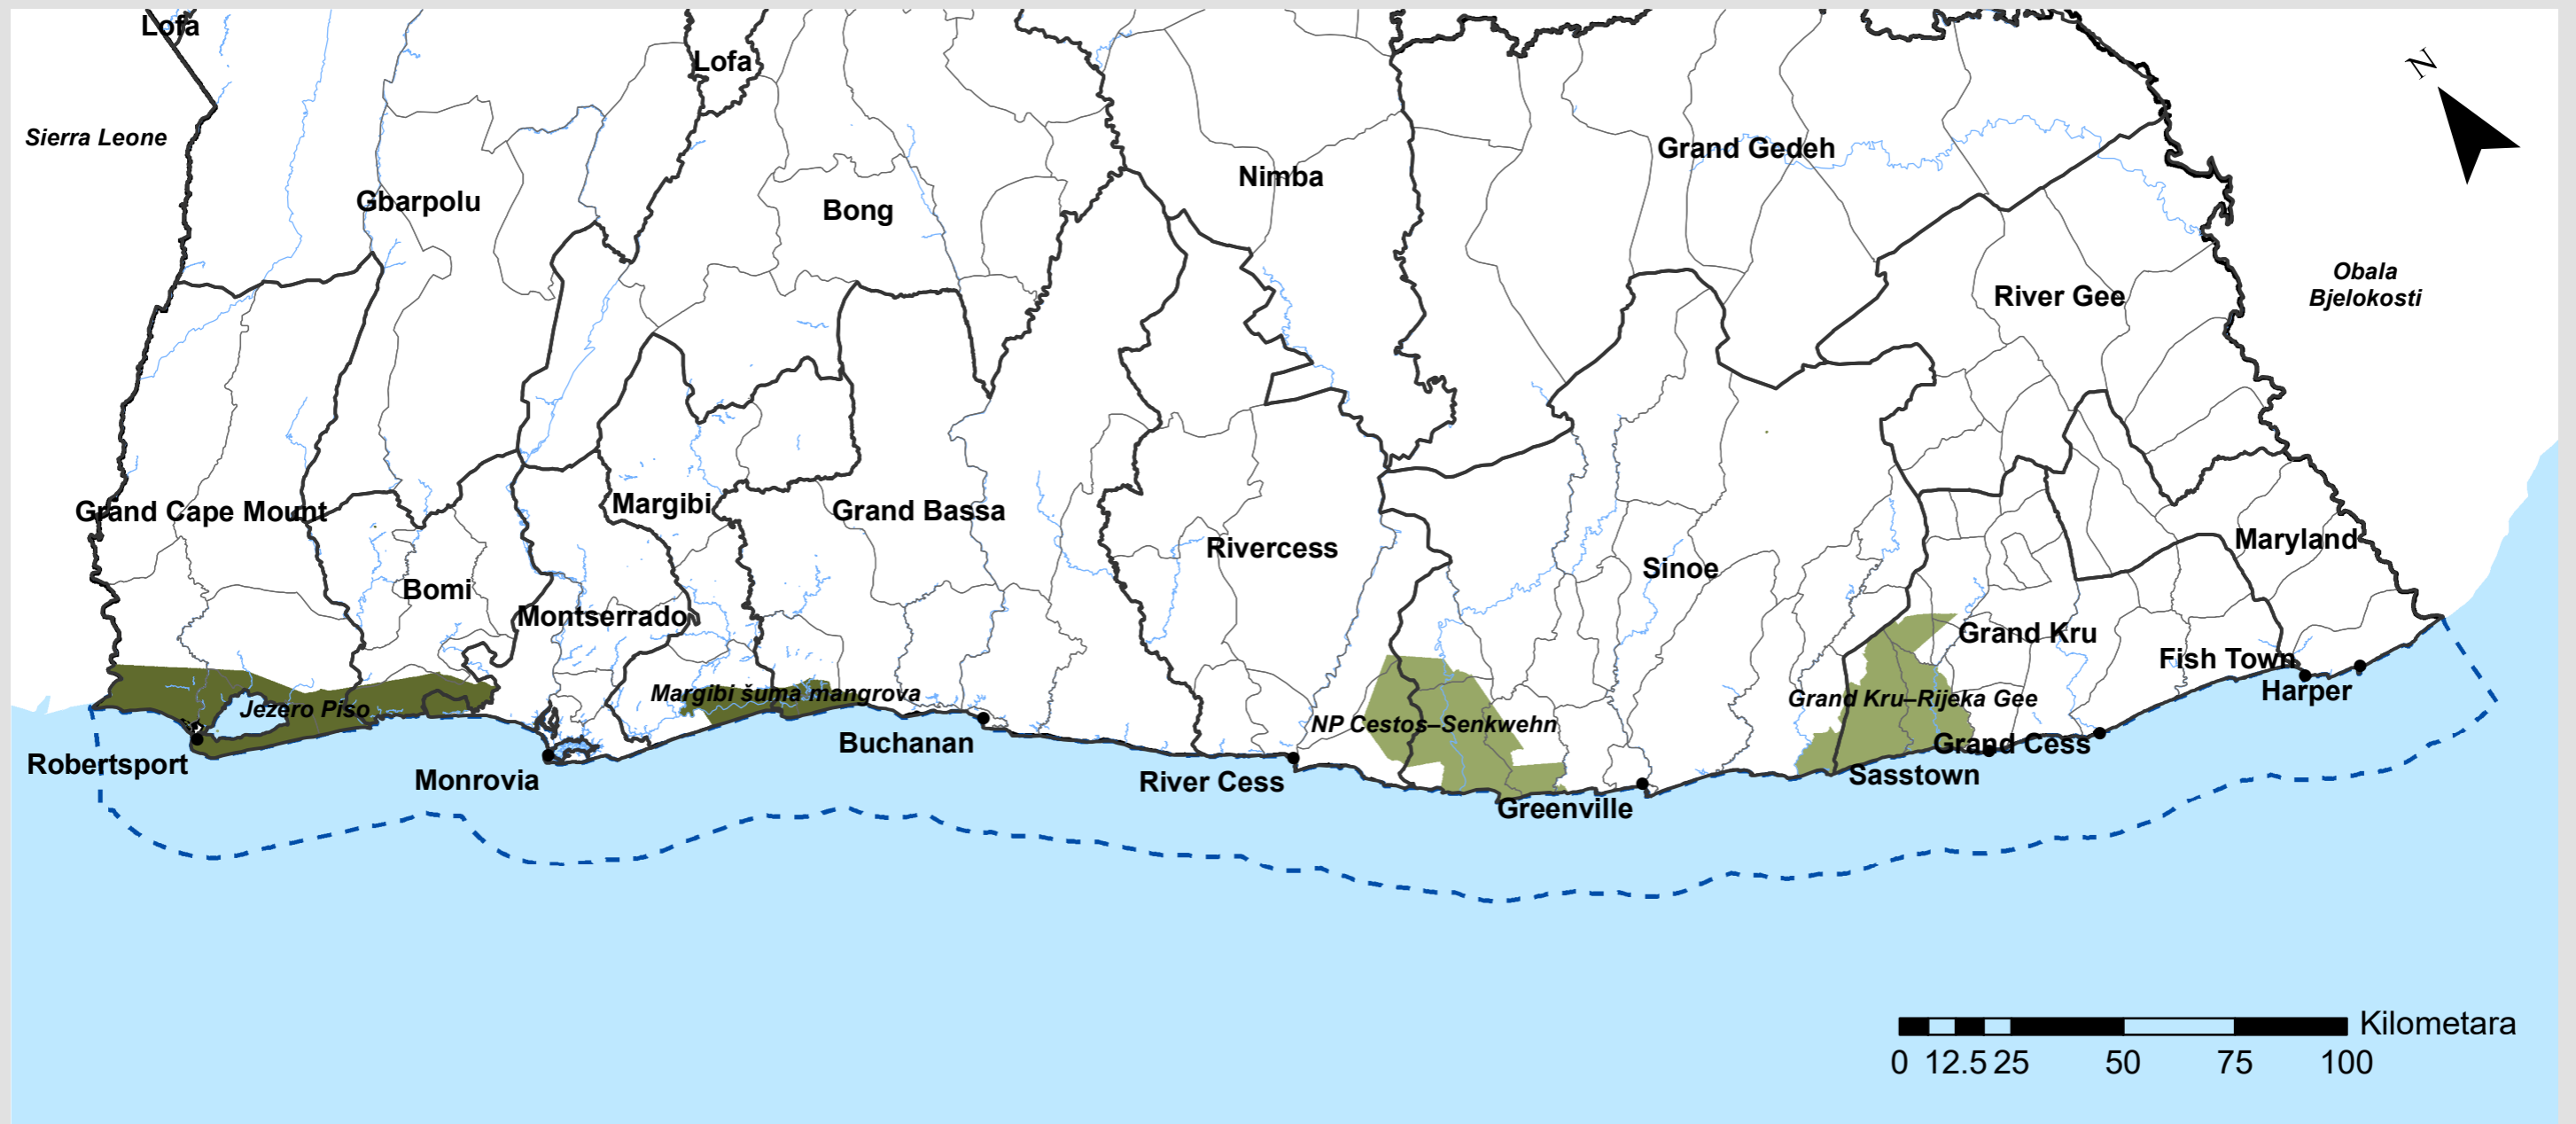 Lofa
Lofa
N
Sierra Leone
Grand Gedeh
Nimba
Gbarpolu
Bong
Obala
Bjelokosti
River Gee
Margibi
Grand Cape Mount
Grand Bassa
Maryland
Rivercess
Sinoe
Bomi
Montserrado
Grand Kru
Fish Town
Harper
Margibi šuma mangrova
Jezero Piso
Grand Kru–Rijeka Gee
NP Cestos–Senkwehn
Buchanan
Grand Cess
Robertsport
Monrovia
River Cess
Sasstown
Greenville
Kilometara
0 12.5 25 50 75 100